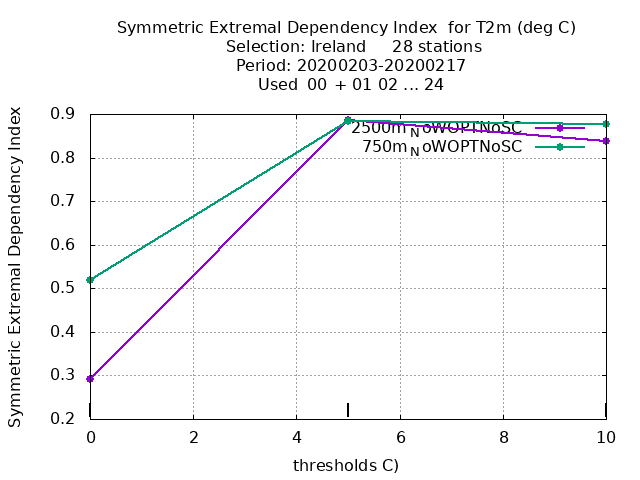 Symmetric Extremal Dependency Index for T2m (deg C)
Selection: Ireland 28 stations
Period: 20200203-20200217
Used 00 + 01 02 ... 24
Symmetric Extremal Dependency Index
0.9
0.8
0.7
0.6
0.5
0.4
0.3
0.2
2500mNoWOPTNoSC
750mNoWOPTNoSC
0 2 4 6 8 10
thresholds C)